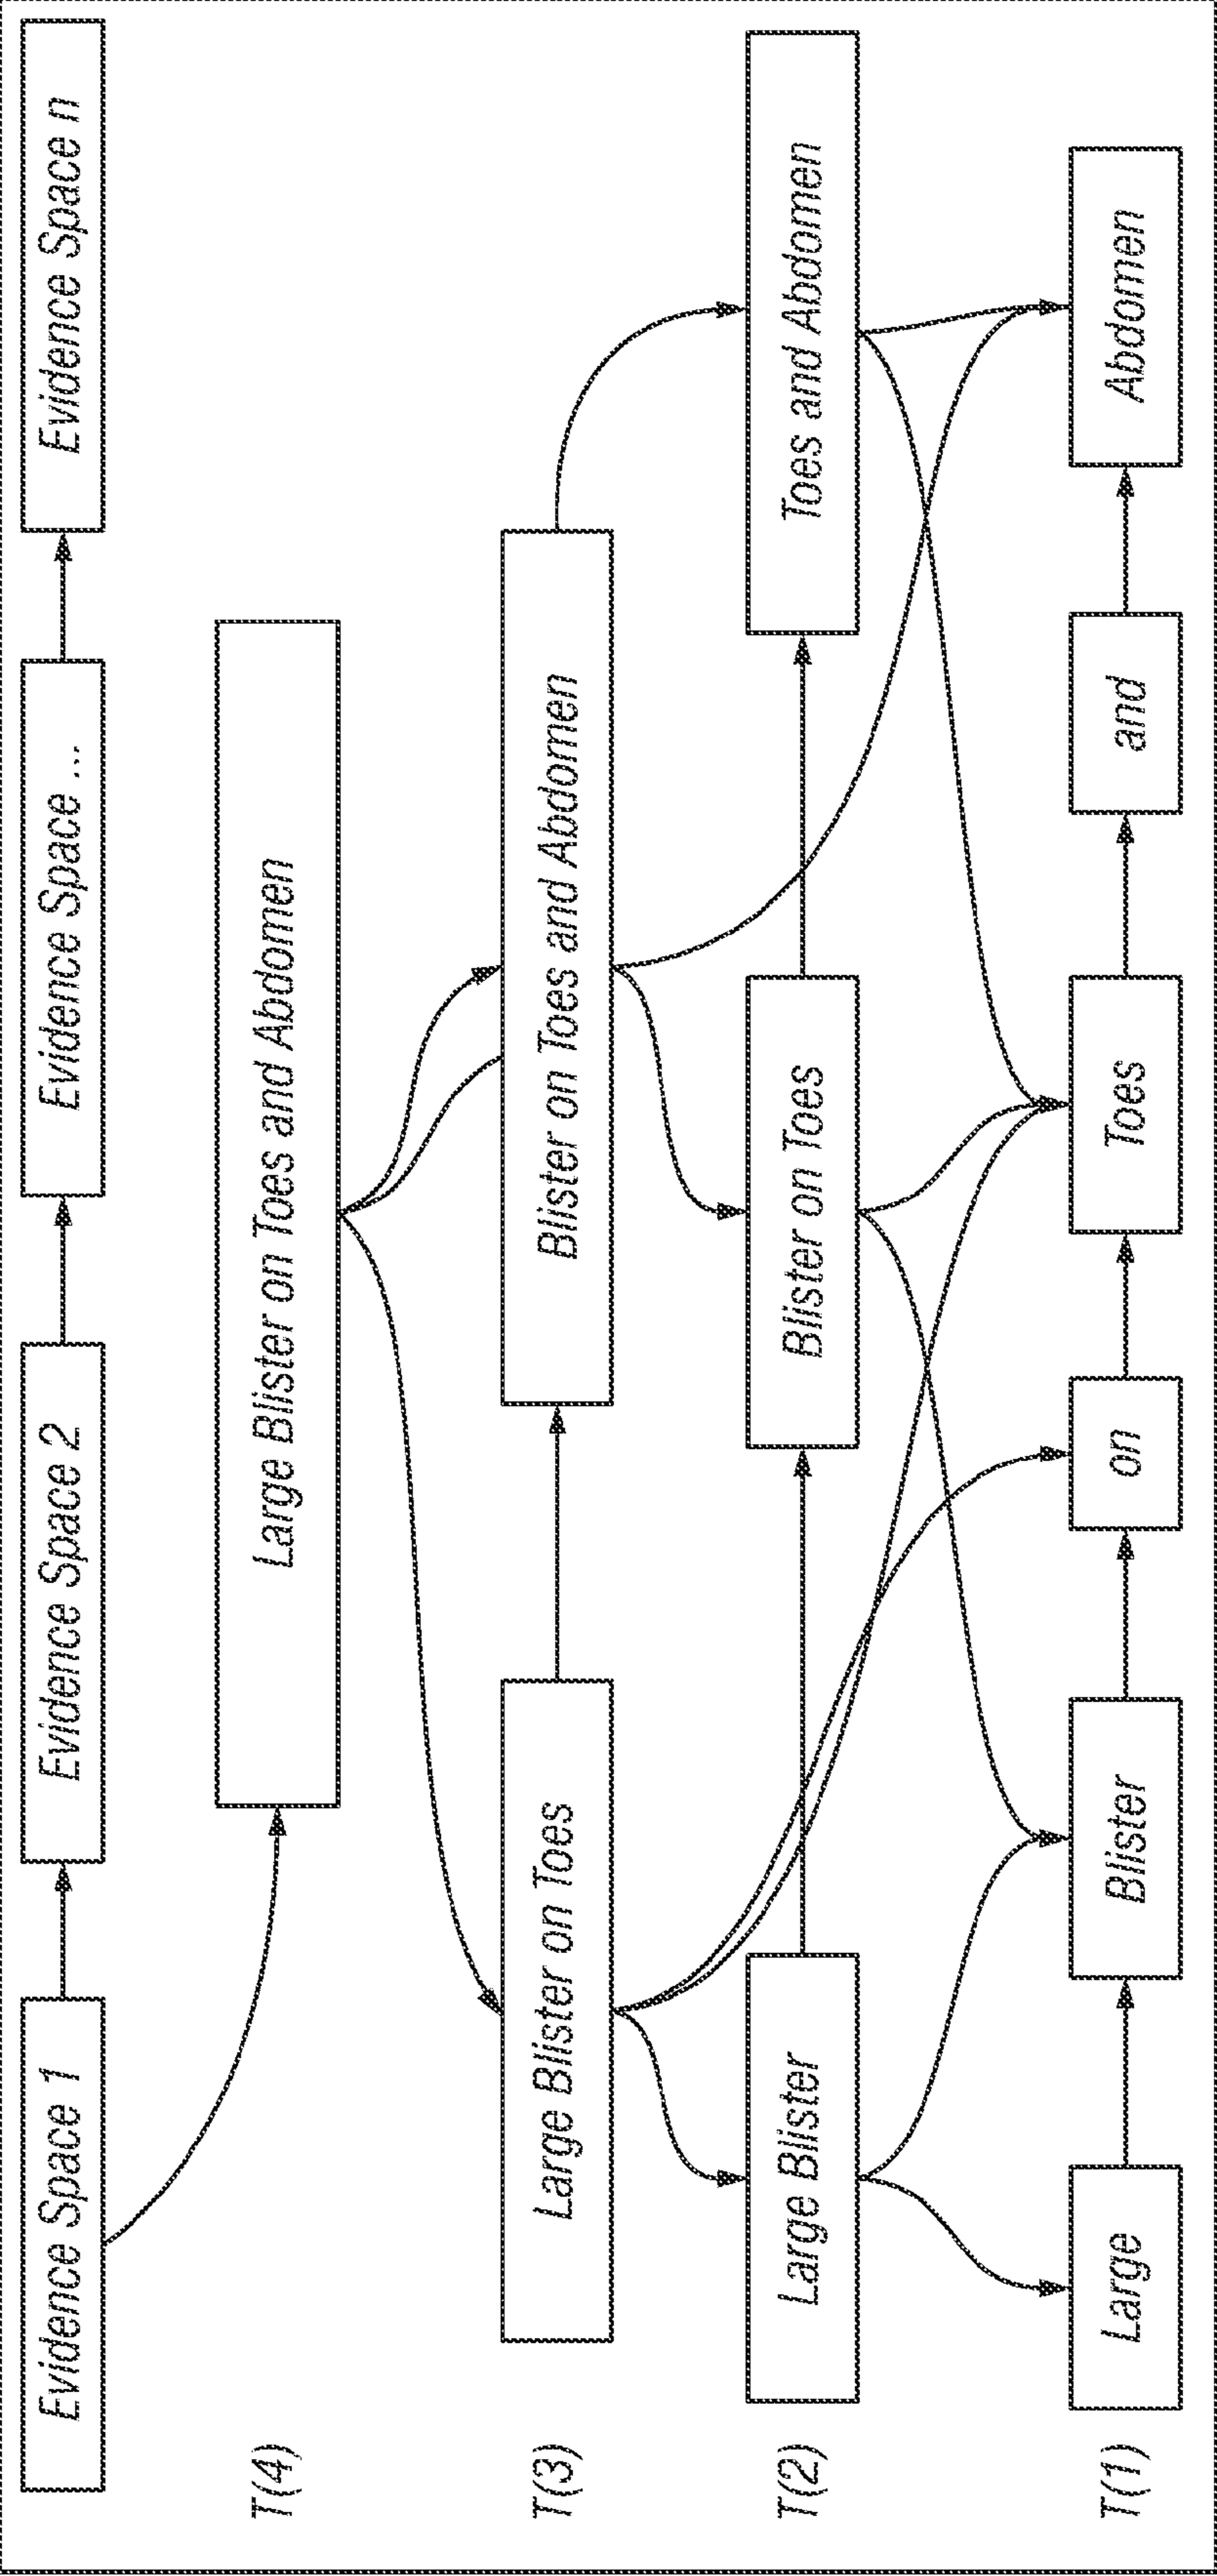 Evidence Space 1
Evidence Space 2
Evidence Space ...
Evidence Space n
T(4)
Large Blister on Toes and Abdomen
T(3)
Large Blister on Toes
Blister on Toes and Abdomen
T(2)
Large Blister
Blister on Toes
Toes and Abdomen
T(1)
Large
Blister
on
Toes
and
Abdomen